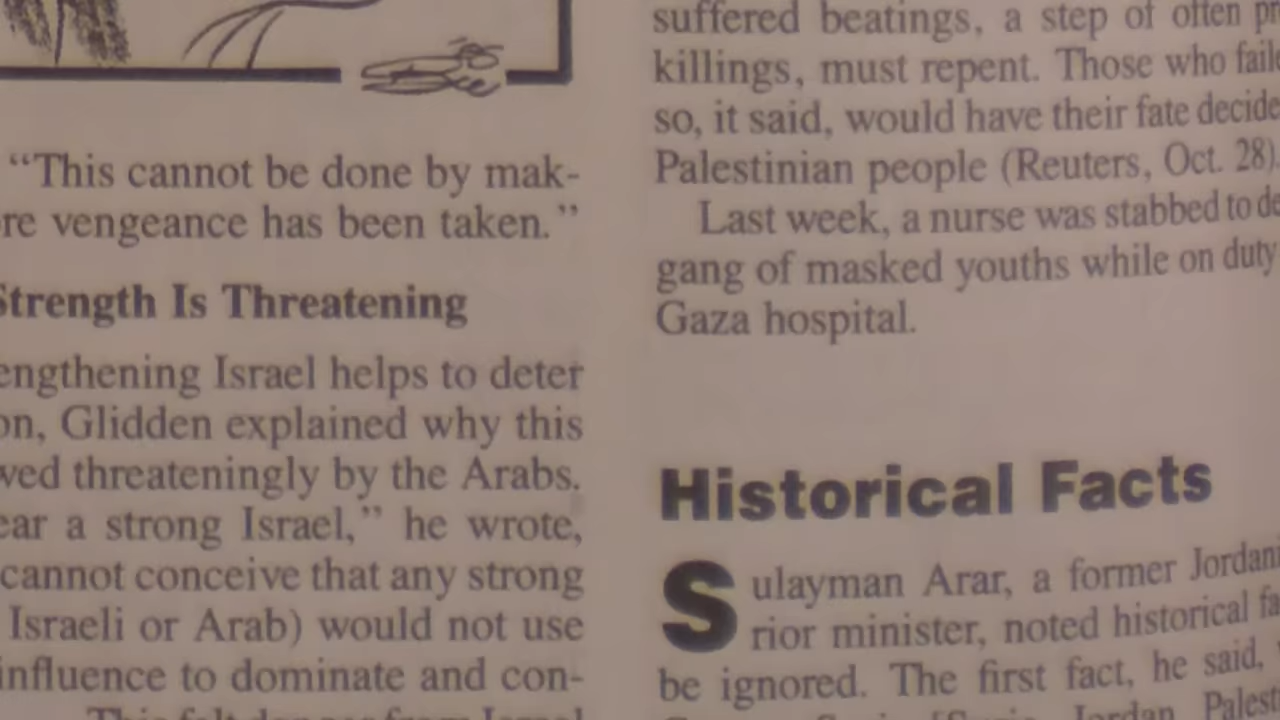 “This cannot be done by mak-
re vengeance has been taken.”
Strength Is Threatening
engthening Israel helps to deter
on, Glidden explained why this
wed threateningly by the Arabs.
ear a strong Israel,” he wrote,
cannot conceive that any strong
Israeli or Arab) would not use
influence to dominate and con-
suffered beatings, a step of often
killings, must repent. Those who faile
so, it said, would have their fate decide
Palestinian people (Reuters, Oct. 28)
Last week, a nurse was stabbed to de
gang of masked youths while on duty
Gaza hospital.
Historical Facts
Sulayman Arar, a former Jordani
rior minister, noted historical fa
be ignored. The first fact, he said,
Jordan, Palest